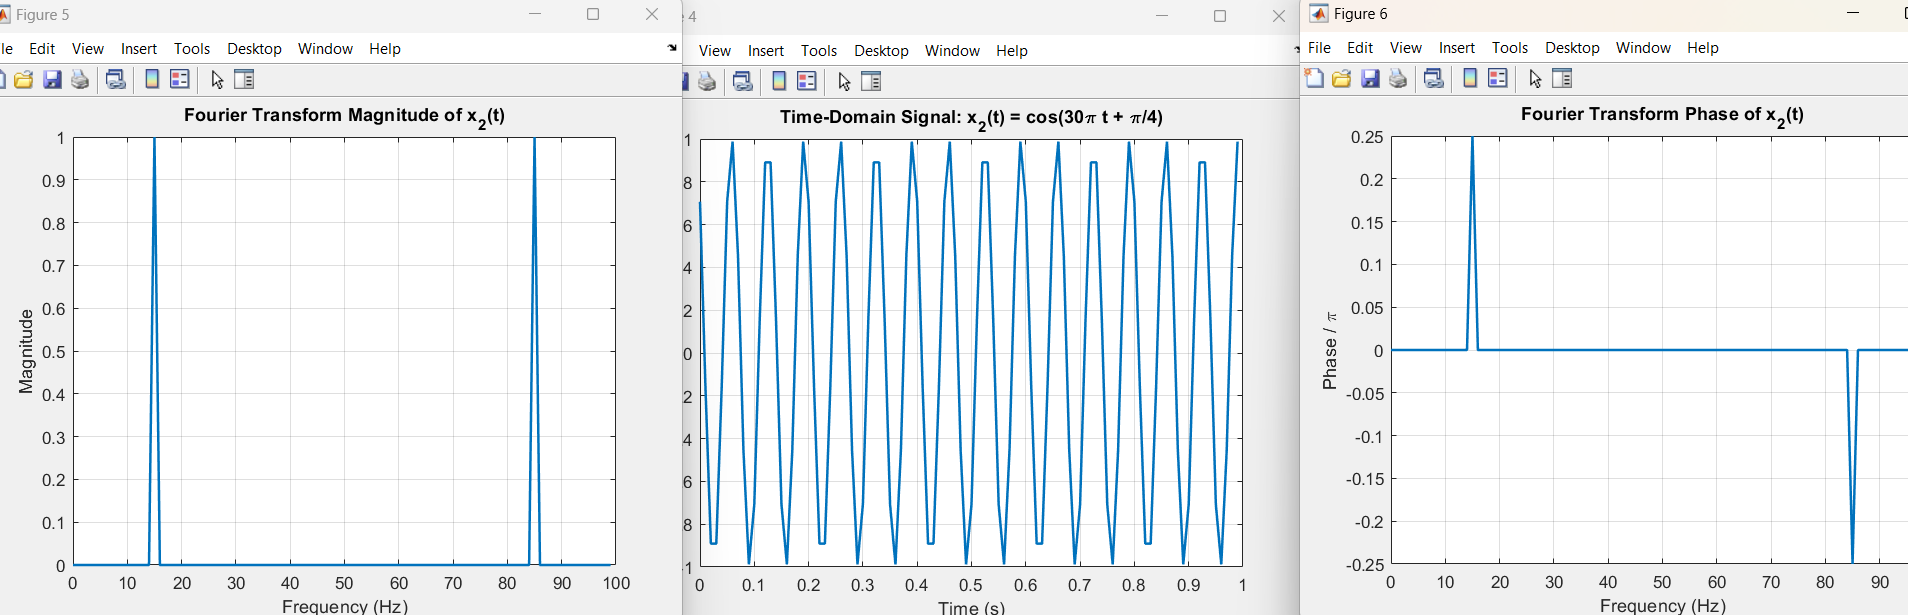 Figure 5
le Edit View Insert Tools Desktop Window Help
Fourier Transform Magnitude of x2(t)
1
0.9
0.8
0.7
0.6
0.5
0.4
0.3
0.2
0.1
0
Magnitude
0 10 20 30 40 50 60 70 80 90 100
Frequency (Hz)
e 4
View Insert Tools Desktop Window Help
Time-Domain Signal: x2(t) = cos(30π t + π/4)
1
8
6
4
2
0
2
4
6
8
-1
0 0.1 0.2 0.3 0.4 0.5 0.6 0.7 0.8 0.9 1
Time (s)
Figure 6
File Edit View Insert Tools Desktop Window Help
Fourier Transform Phase of x2(t)
0.25
0.2
0.15
0.1
0.05
0
-0.05
-0.1
-0.15
-0.2
-0.25
Phase / π
0 10 20 30 40 50 60 70 80 90
Frequency (Hz)